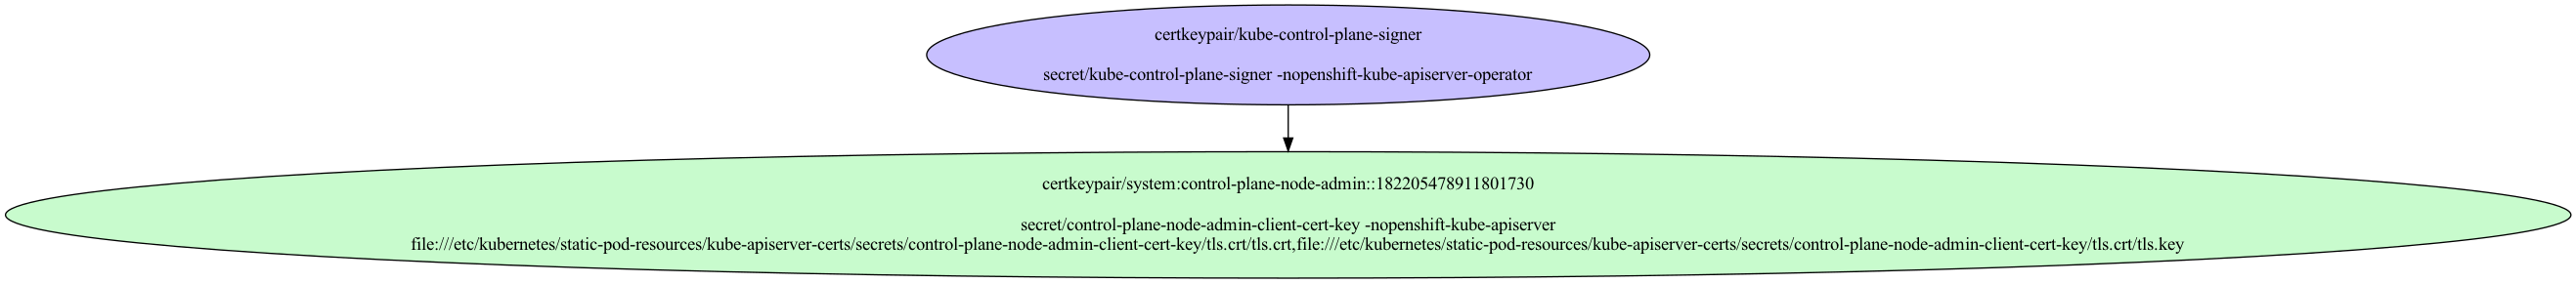 certkeypair/kube-control-plane-signer
secret/kube-control-plane-signer -nopenshift-kube-apiserver-operator
certkeypair/system:control-plane-node-admin::182205478911801730
secret/control-plane-node-admin-client-cert-key -nopenshift-kube-apiserver
file:///etc/kubernetes/static-pod-resources/kube-apiserver-certs/secrets/control-plane-node-admin-client-cert-key/tls.crt/tls.crt,file:///etc/kubernetes/static-pod-resources/kube-apiserver-certs/secrets/control-plane-node-admin-client-cert-key/tls.crt/tls.key